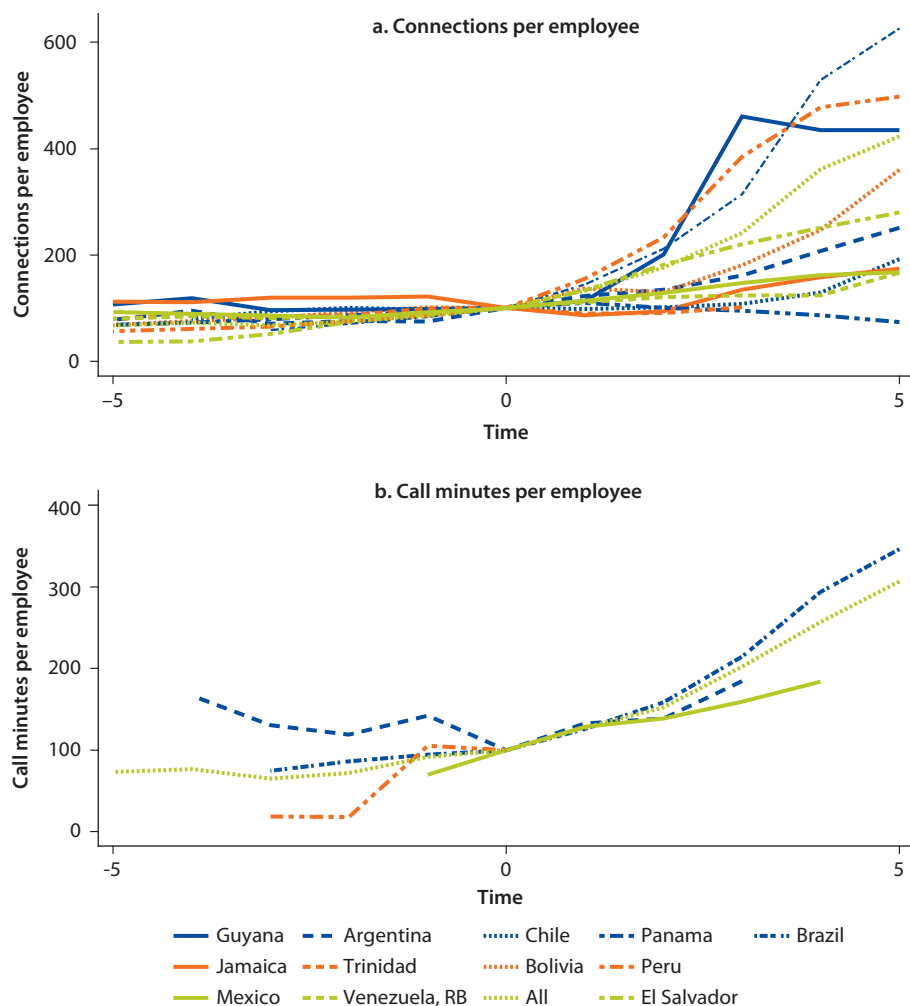 a. Connections per employee
600
400
200
0
Connections per employee
–5
0
5
Time
b. Call minutes per employee
400
300
200
100
0
Call minutes per employee
-5
0
5
Time
Guyana Argentina Chile Panama Brazil
Jamaica Trinidad Bolivia Peru
Mexico Venezuela, RB All El Salvador